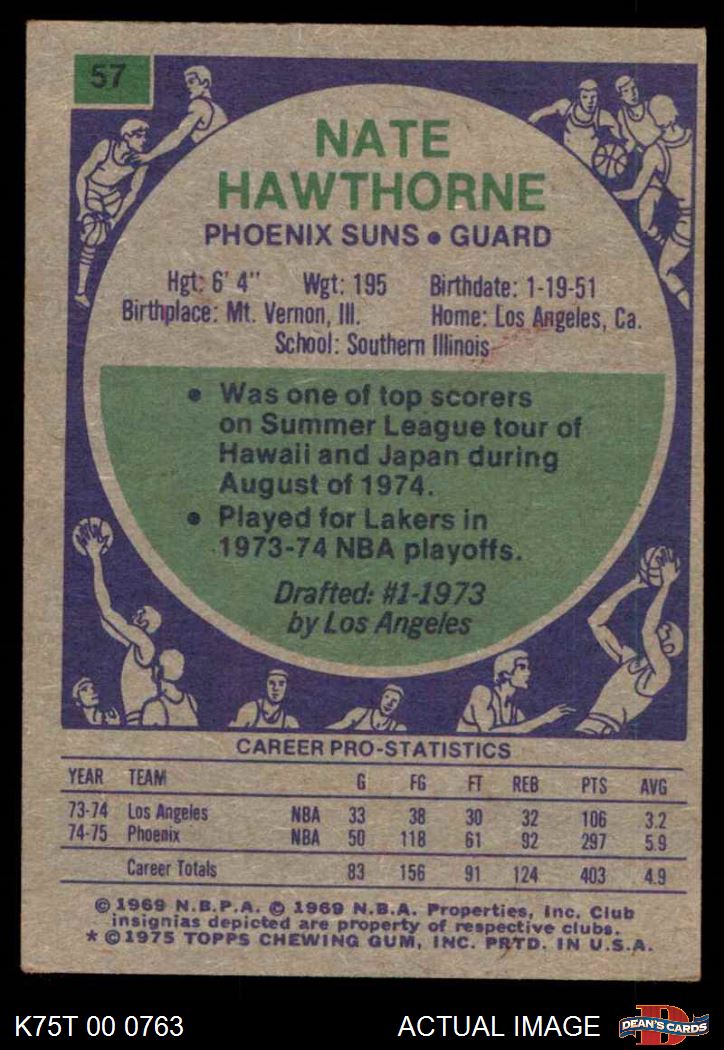 57
NATE
HAWTHORNE
PHOENIX SUNS • GUARD
Hgt: 6' 4" Wgt: 195 Birthdate: 1-19-51
Birthplace: Mt. Vernon, Ill. Home: Los Angeles, Ca.
School: Southern Illinois
• Was one of top scorers
on Summer League tour of
Hawaii and Japan during
August of 1974.
• Played for Lakers in
1973-74 NBA playoffs.
Drafted: #1-1973
by Los Angeles
CAREER PRO-STATISTICS
YEAR TEAM G FG FT REB PTS AVG
73-74 Los Angeles NBA 33 38 30 32 106 3.2
74-75 Phoenix NBA 50 118 61 92 297 5.9
Career Totals 83 156 91 124 403 4.9
© 1969 N.B.P.A. © 1969 N.B.A. Properties, Inc. Club
insignias depicted are property of respective clubs.
* © 1975 TOPPS CHEWING GUM, INC. PRTD. IN U.S.A.
K75T 00 0763 ACTUAL IMAGE
D
DEAN'S CARDS